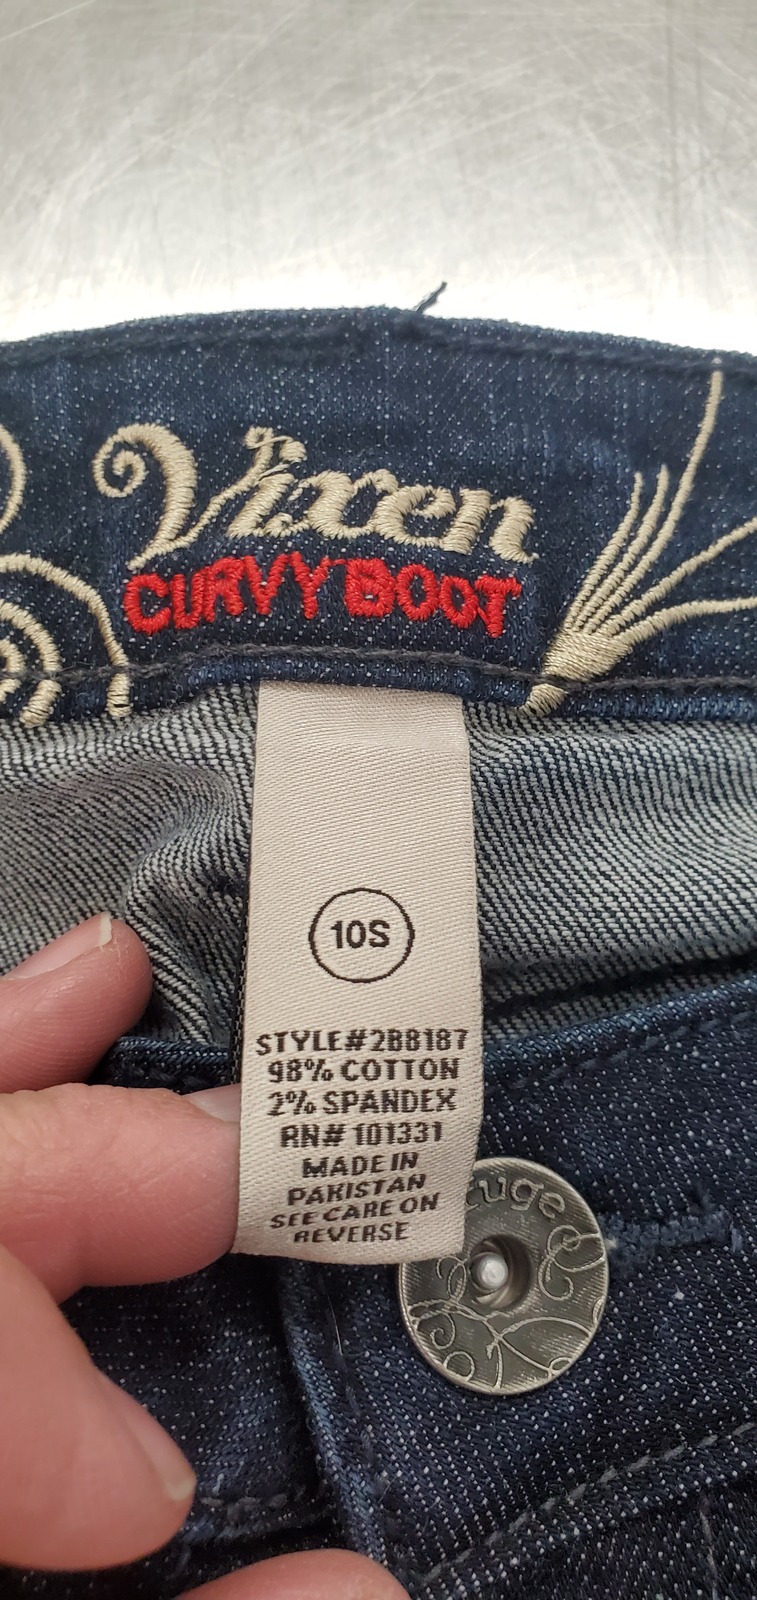 Vixen
CURVY BOOT
10S
STYLE#2B8187
98% COTTON
2% SPANDEX
RN# 101331
MADE IN
PAKISTAN
SEE CARE ON
REVERSE